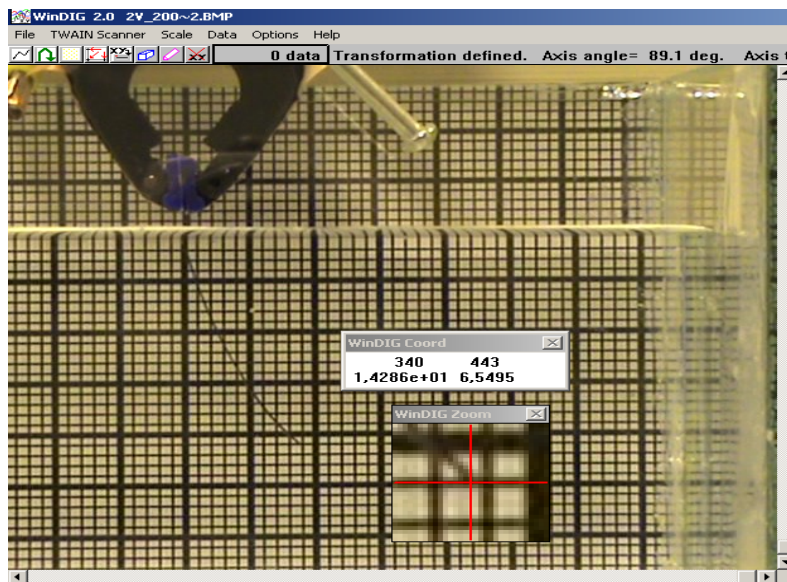 WinDIG 2.0 2V_200~2.BMP
File TWAIN Scanner Scale Data Options Help
0 data Transformation defined. Axis angle= 89.1 deg. Axis t
WinDIG Coord
340 443
1,4286e+01 6,5495
WinDIG Zoom